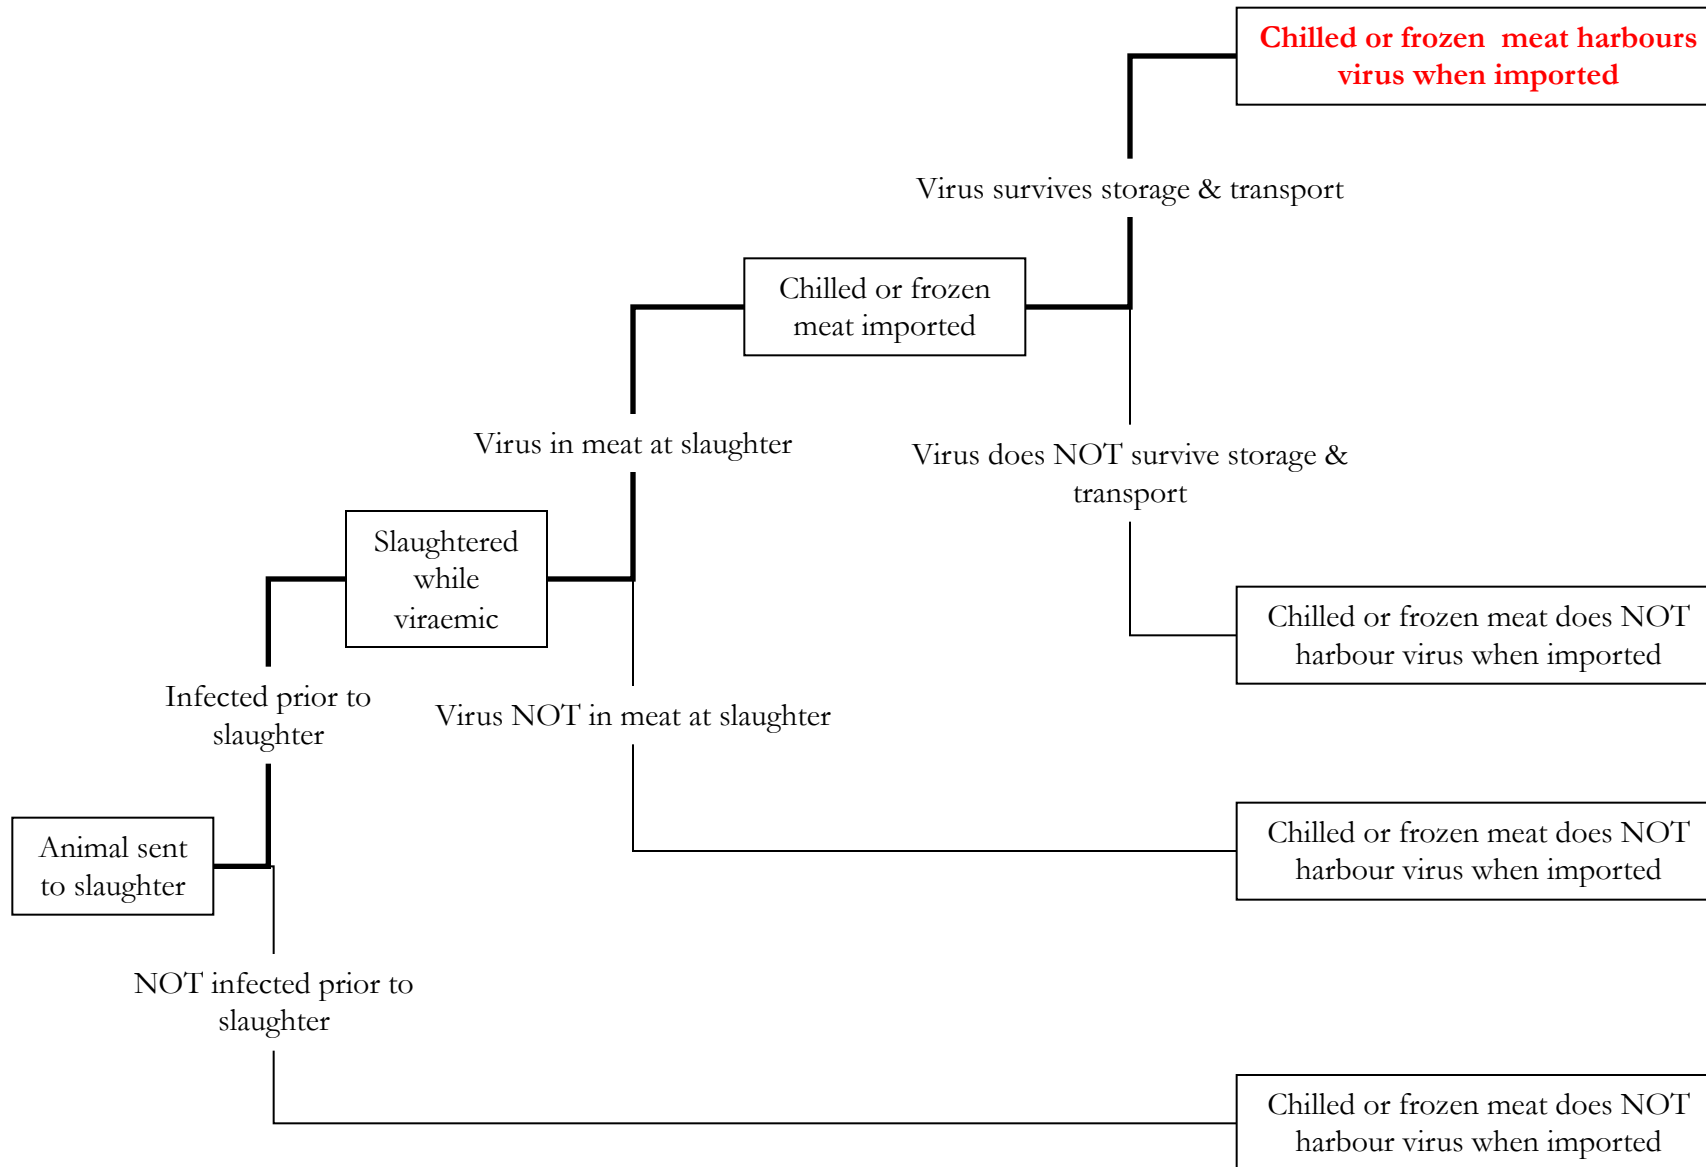 Chilled or frozen meat harbours
virus when imported
Virus survives storage & transport
Chilled or frozen
meat imported
Virus in meat at slaughter
Virus does NOT survive storage &
transport
Slaughtered
while
viraemic
Chilled or frozen meat does NOT
harbour virus when imported
Infected prior to
slaughter
Virus NOT in meat at slaughter
Animal sent
to slaughter
Chilled or frozen meat does NOT
harbour virus when imported
NOT infected prior to
slaughter
Chilled or frozen meat does NOT
harbour virus when imported